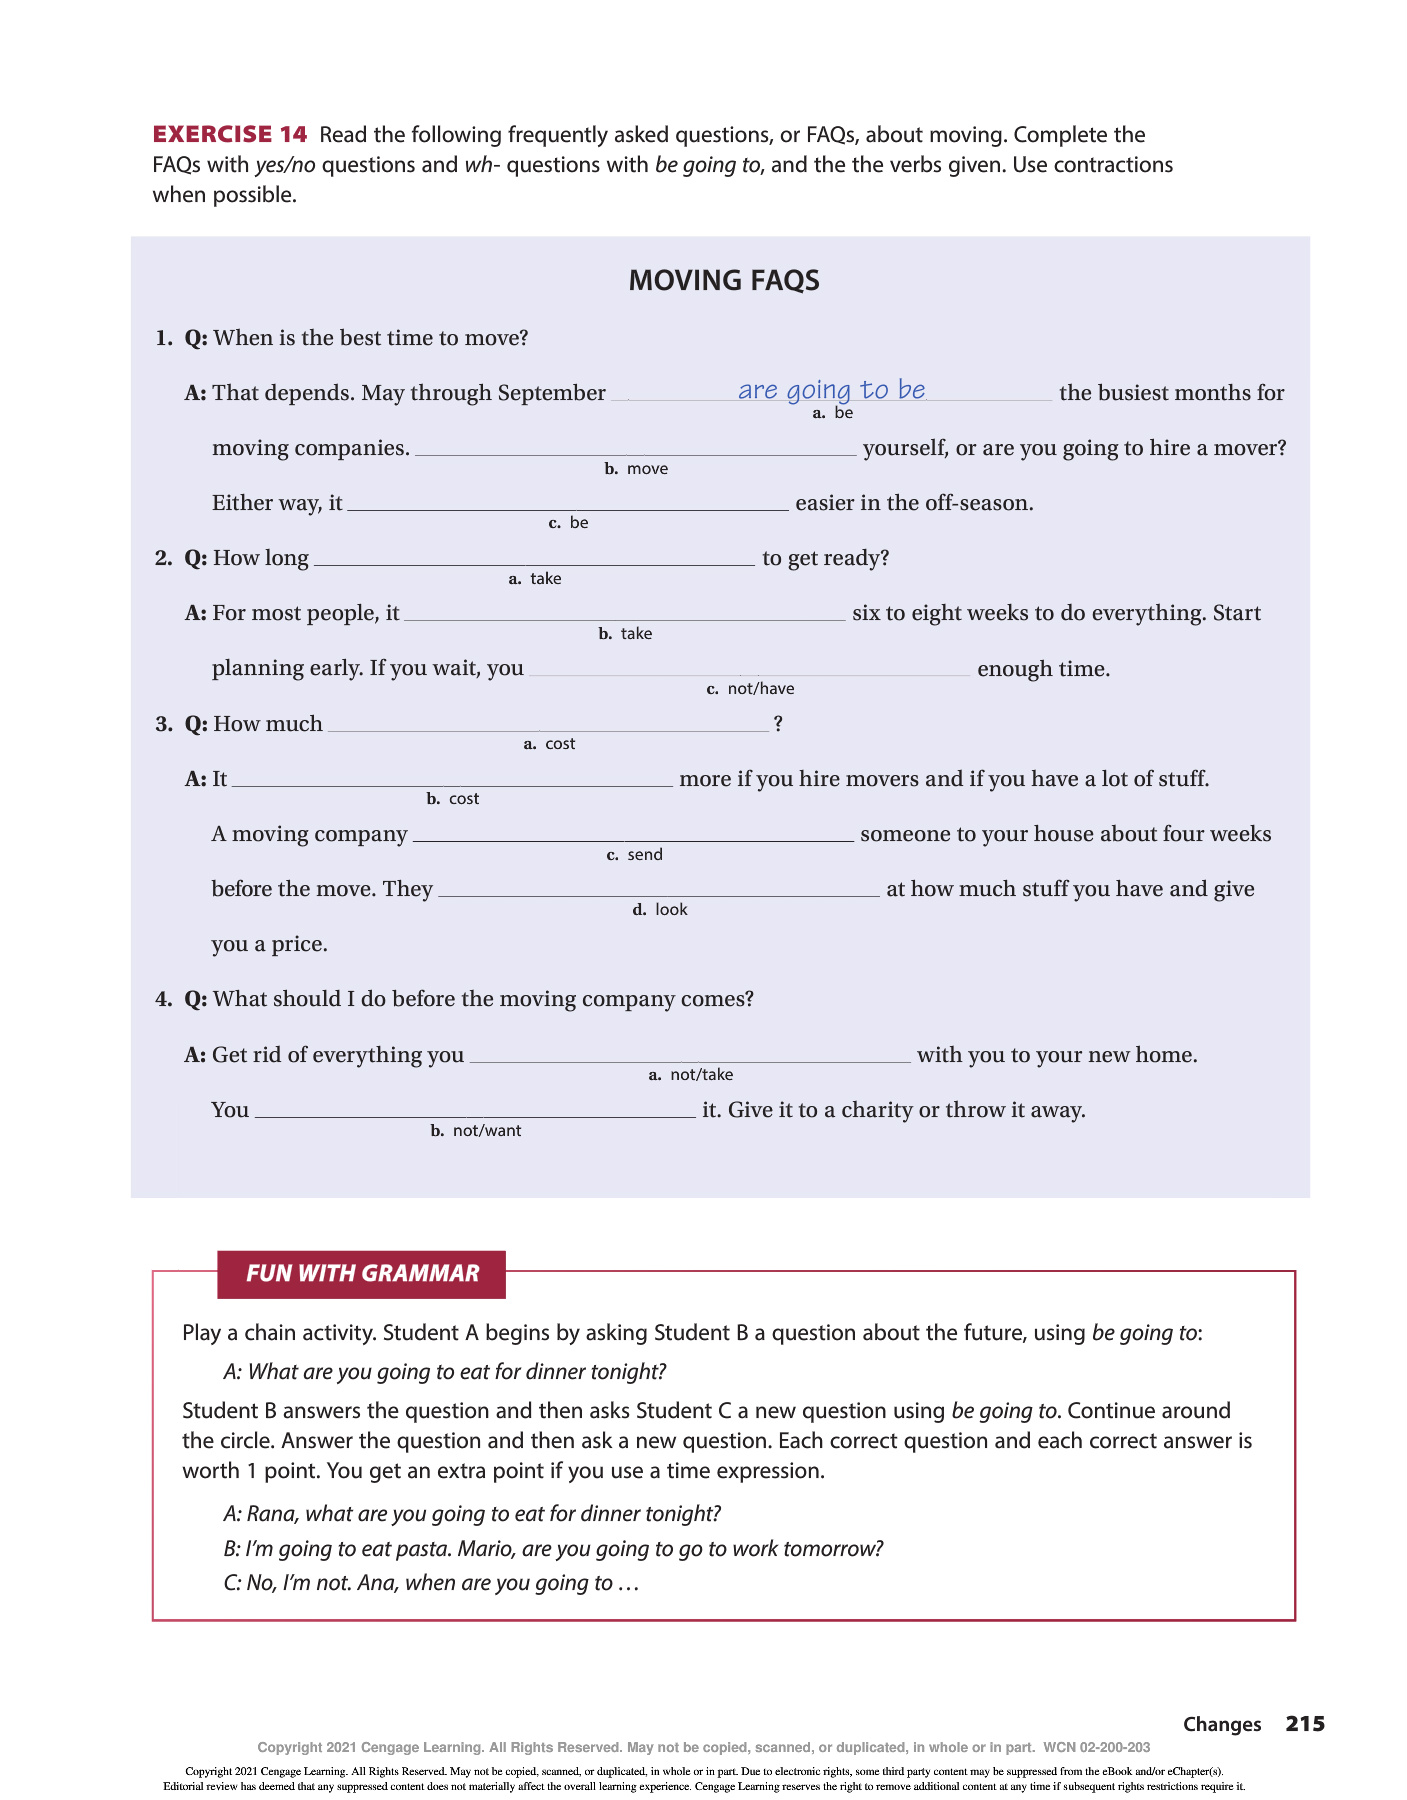 EXERCISE 14 Read the following frequently asked questions, or FAQs, about moving. Complete the
FAQs with yes/no questions and wh- questions with be going to, and the the verbs given. Use contractions
when possible.
MOVING FAQS
1. Q: When is the best time to move?
A: That depends. May through September are going to be the busiest months for
a. be
moving companies. ____ yourself, or are you going to hire a mover?
b. move
Either way, it ____ easier in the off-season.
c. be
2. Q: How long ____ to get ready?
a. take
A: For most people, it ____ six to eight weeks to do everything. Start
b. take
planning early. If you wait, you ____ enough time.
c. not/have
3. Q: How much ____ ?
a. cost
A: It ____ more if you hire movers and if you have a lot of stuff.
b. cost
A moving company ____ someone to your house about four weeks
c. send
before the move. They ____ at how much stuff you have and give
d. look
you a price.
4. Q: What should I do before the moving company comes?
A: Get rid of everything you ____ with you to your new home.
a. not/take
You ____ it. Give it to a charity or throw it away.
b. not/want
FUN WITH GRAMMAR
Play a chain activity. Student A begins by asking Student B a question about the future, using be going to:
A: What are you going to eat for dinner tonight?
Student B answers the question and then asks Student C a new question using be going to. Continue around
the circle. Answer the question and then ask a new question. Each correct question and each correct answer is
worth 1 point. You get an extra point if you use a time expression.
A: Rana, what are you going to eat for dinner tonight?
B: I'm going to eat pasta. Mario, are you going to go to work tomorrow?
C: No, I'm not. Ana, when are you going to …
Changes 215
Copyright 2021 Cengage Learning. All Rights Reserved. May not be copied, scanned, or duplicated, in whole or in part. WCN 02-200-203
Copyright 2021 Cengage Learning. All Rights Reserved. May not be copied, scanned, or duplicated, in whole or in part. Due to electronic rights, some third party content may be suppressed from the eBook and/or eChapter(s).
Editorial review has deemed that any suppressed content does not materially affect the overall learning experience. Cengage Learning reserves the right to remove additional content at any time if subsequent rights restrictions require it.